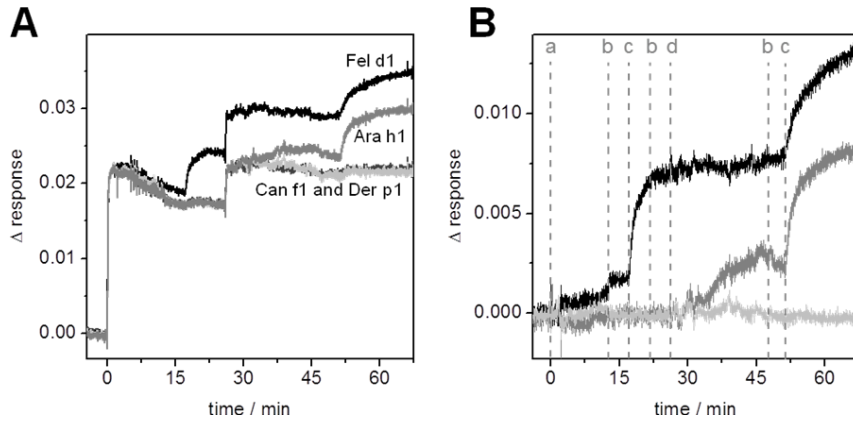 A
Δ response
0.03
0.02
0.01
0.00
Fel d1
Ara h1
Can f1 and Der p1
0 15 30 45 60
time / min
B
a b c b d b c
Δ response
0.010
0.005
0.000
0 15 30 45 60
time / min